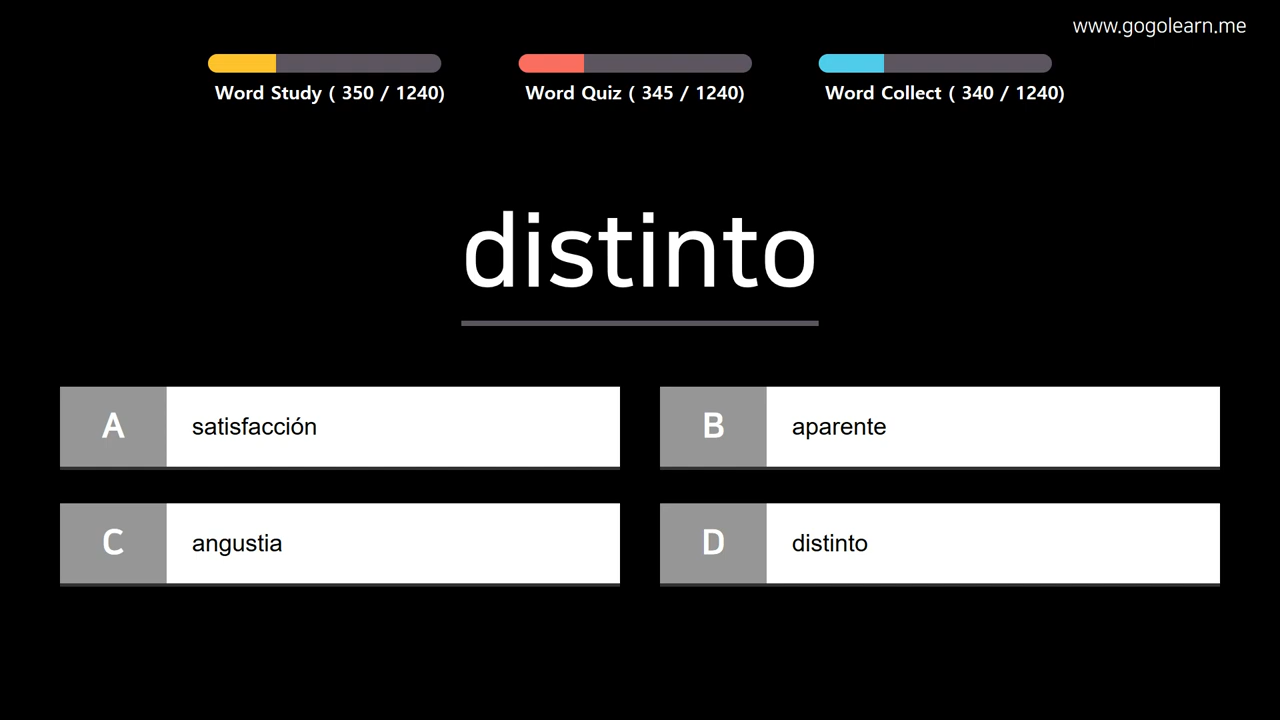 www.gogolearn.me
Word Study ( 350 / 1240)
Word Quiz ( 345 / 1240)
Word Collect ( 340 / 1240)
distinto
A satisfacción
B aparente
C angustia
D distinto